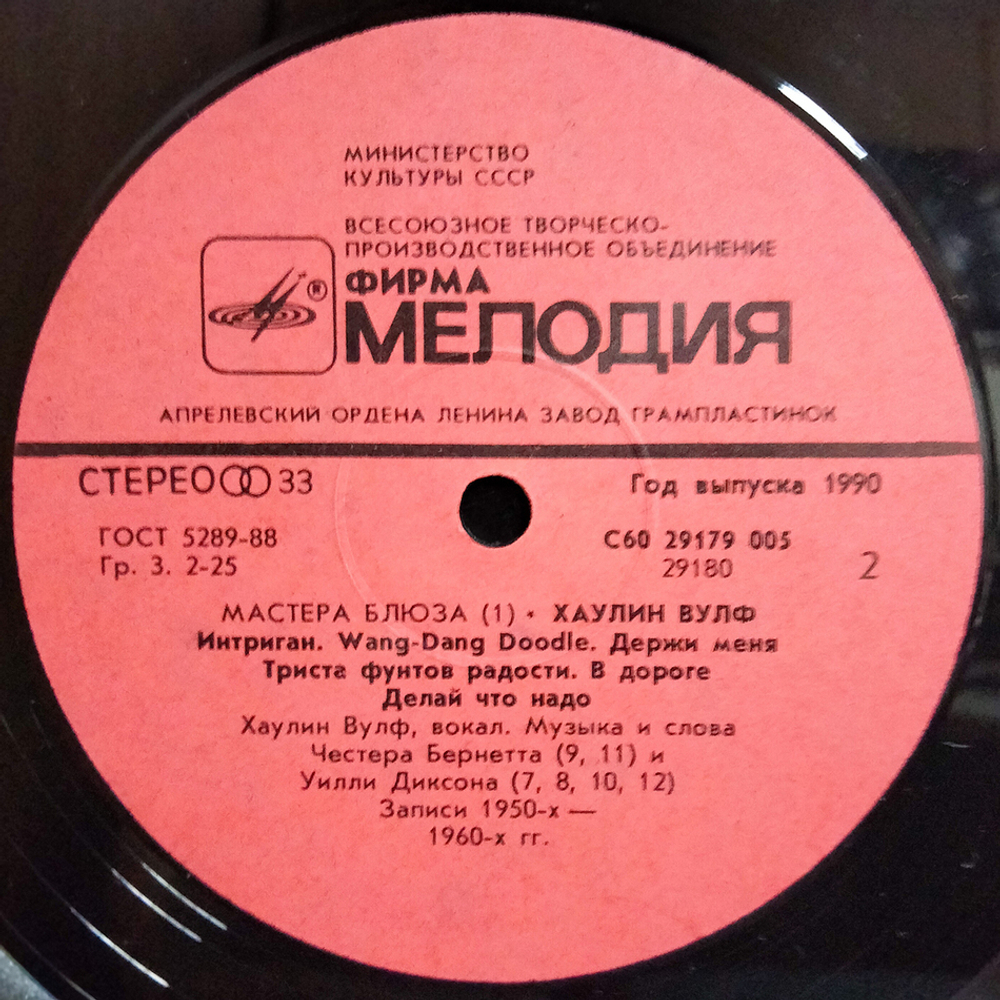 МИНИСТЕРСТВО
КУЛЬТУРЫ СССР
ВСЕСОЮЗНОЕ ТВОРЧЕСКО-
ПРОИЗВОДСТВЕННОЕ ОБЪЕДИНЕНИЕ
ФИРМА
®
МЕЛОДИЯ
АПРЕЛЕВСКИЙ ОРДЕНА ЛЕНИНА ЗАВОД ГРАМПЛАСТИНОК
СТЕРЕО 33
Год выпуска 1990
ГОСТ 5289-88
Гр. 3. 2-25
С60 29179 005
29180
2
МАСТЕРА БЛЮЗА (1) • ХАУЛИН ВУЛФ
Интриган. Wang-Dang Doodle. Держи меня
Триста фунтов радости. В дороге
Делай что надо
Хаулин Вулф, вокал. Музыка и слова
Честера Бернетта (9, 11) и
Уилли Диксона (7, 8, 10, 12)
Записи 1950-х —
1960-х гг.